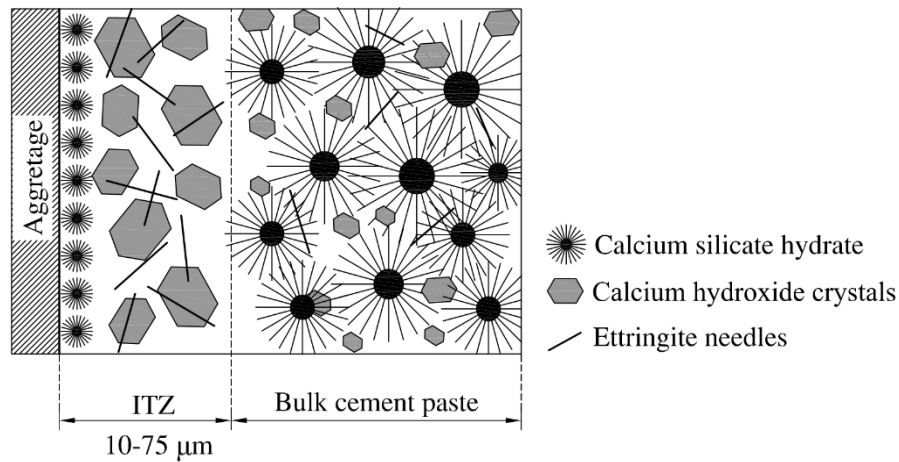 Aggretage
Calcium silicate hydrate
Calcium hydroxide crystals
Ettringite needles
ITZ
Bulk cement paste
10-75 μm